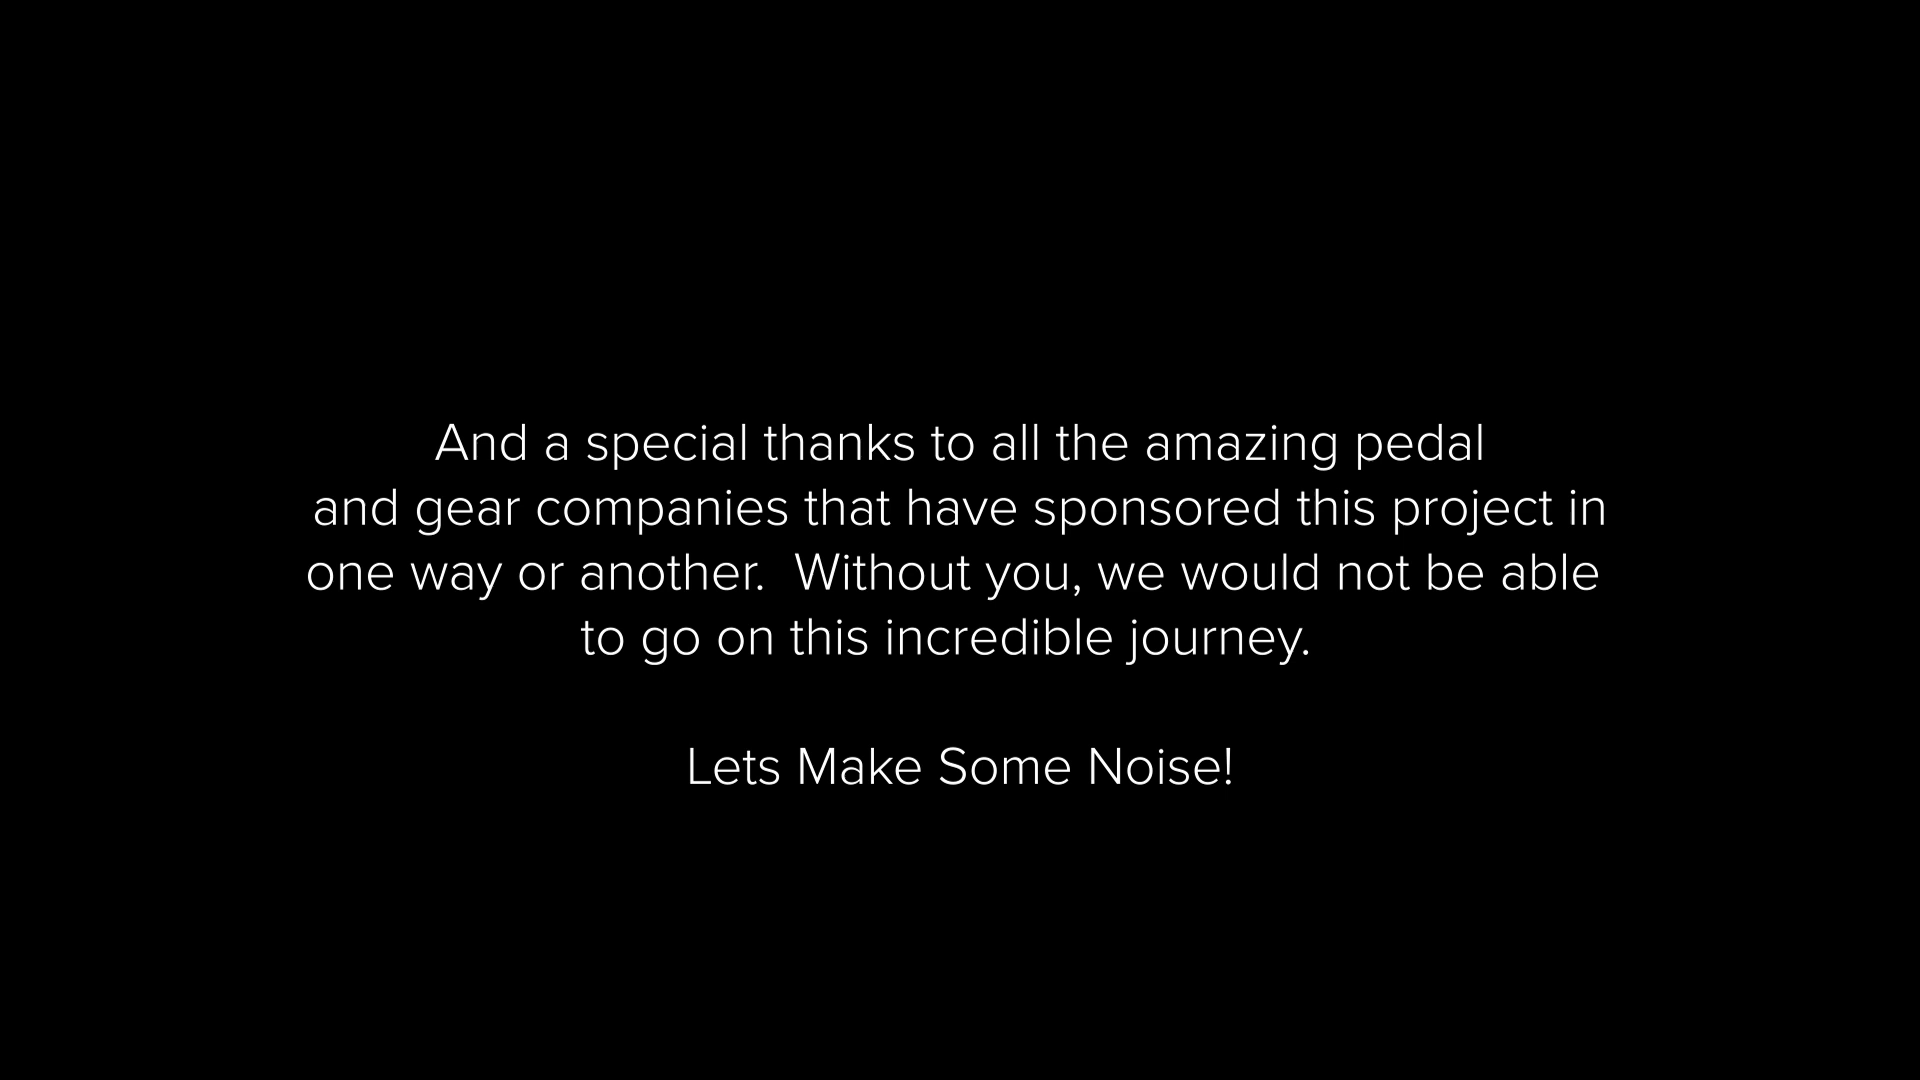 And a special thanks to all the amazing pedal
and gear companies that have sponsored this project in
one way or another.  Without you, we would not be able
to go on this incredible journey.
Lets Make Some Noise!